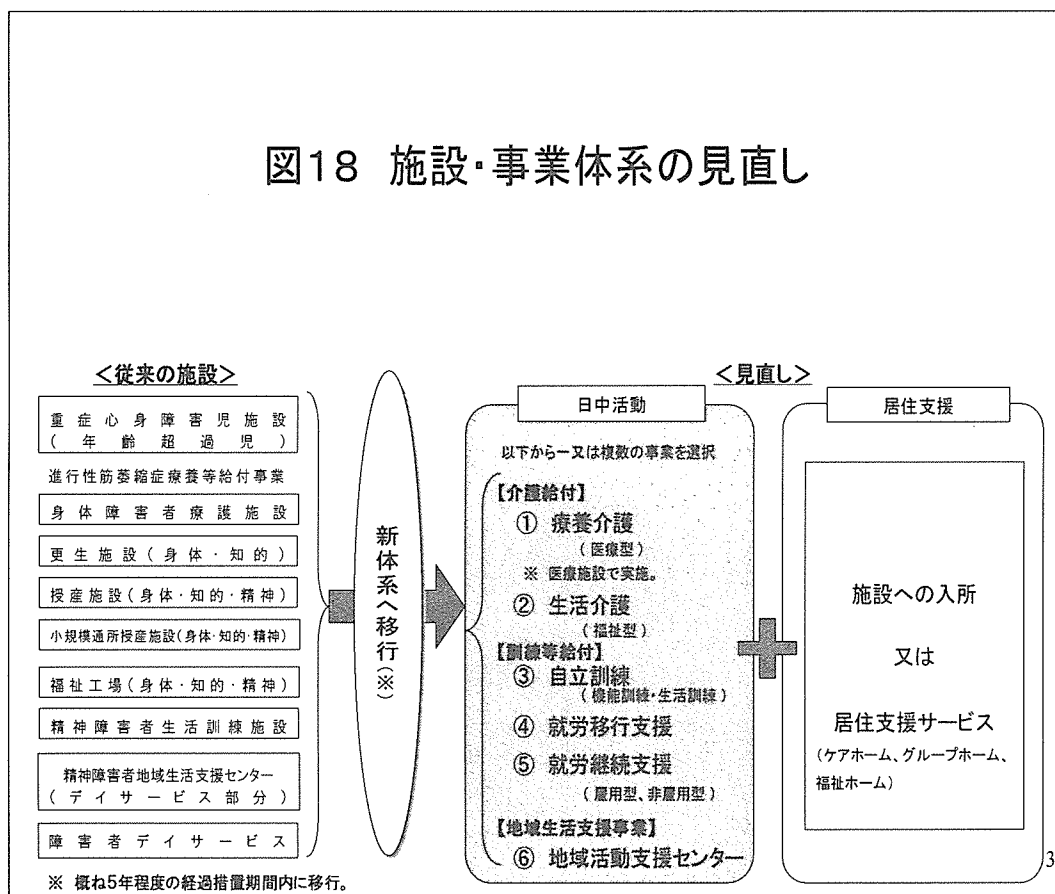 図18 施設・事業体系の見直し
＜従来の施設＞
重症心身障害児施設
(年齢超過児)
進行性筋萎縮症療養等給付事業
身体障害者療護施設
更生施設(身体・知的)
授産施設(身体・知的・精神)
小規模通所授産施設(身体・知的・精神)
福祉工場(身体・知的・精神)
精神障害者生活訓練施設
精神障害者地域生活支援センター
(デイサービス部分)
障害者デイサービス
※ 概ね5年程度の経過措置期間内に移行。
新体系へ移行(※)
＜見直し＞
日中活動
以下から一又は複数の事業を選択
【介護給付】
① 療養介護
(医療型)
※ 医療施設で実施。
② 生活介護
(福祉型)
【訓練等給付】
③ 自立訓練
(機能訓練・生活訓練)
④ 就労移行支援
⑤ 就労継続支援
(雇用型、非雇用型)
【地域生活支援事業】
⑥ 地域活動支援センター
居住支援
施設への入所
又は
居住支援サービス
(ケアホーム、グループホーム、
福祉ホーム)
3